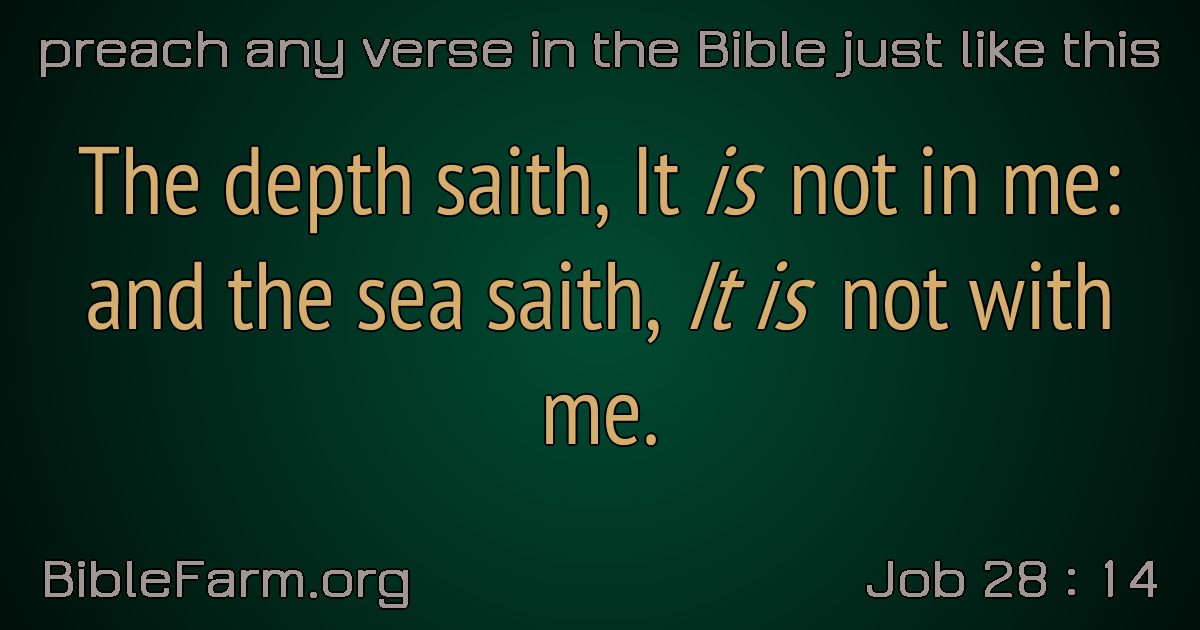 preach any verse in the Bible just like this
The depth saith, It is not in me:
and the sea saith, It is not with
me.
BibleFarm.org
Job 28 : 14